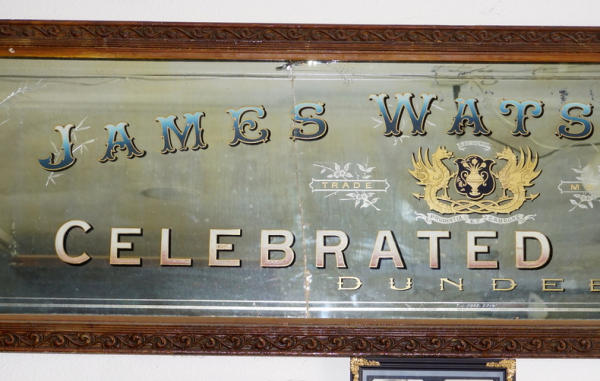 JAMES WATS
TRADE M
CELEBRATED
DUNDEE